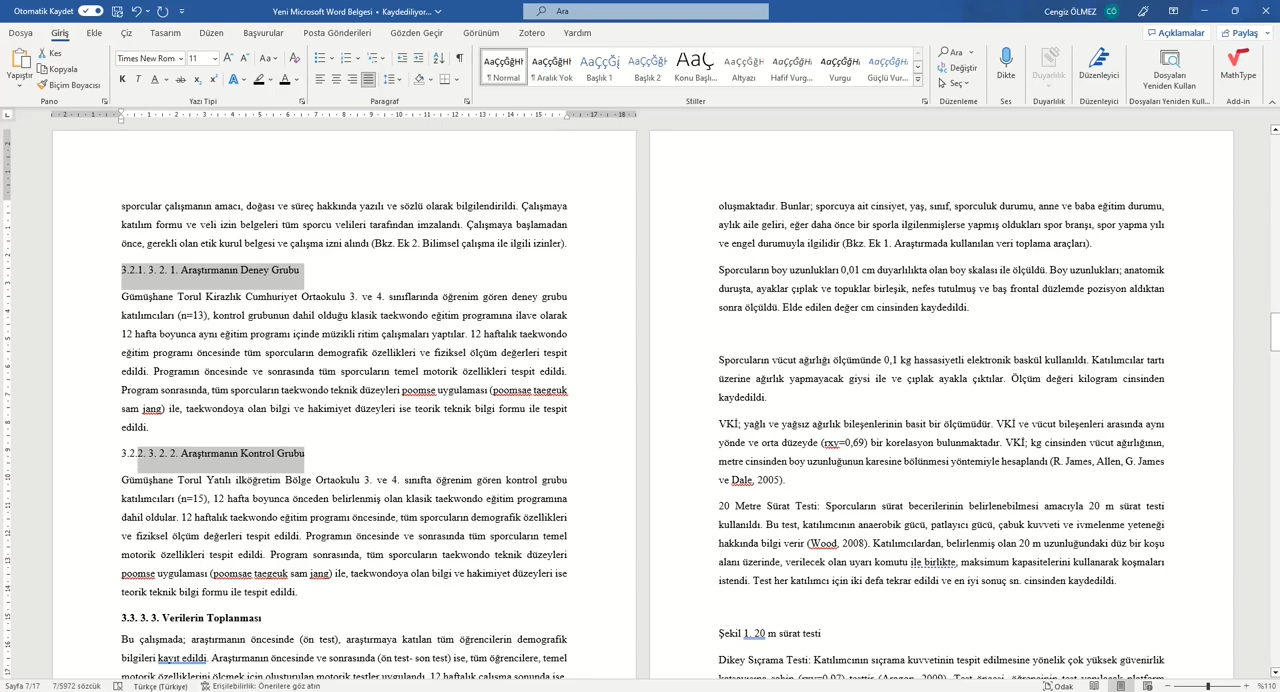 Otomatik Kaydet
Yeni Microsoft Word Belgesi • Kaydediliyor...
Ara
Cengiz ÖLMEZ CÖ
Dosya Giriş Ekle Çiz Tasarım Düzen Başvurular Posta Gönderileri Gözden Geçir Görünüm Zotero Yardım
Açıklamalar Paylaş
Yapıştır
Kes
Kopyala
Biçim Boyacısı
Pano
Times New Rom 11
K T A ab x₂ x² A A
Yazı Tipi
Paragraf
AaÇçĞğHł ¶ Normal
AaÇçĞğHł ¶ Aralık Yok
AaÇçĞğ Başlık 1
AaÇçĞğł Başlık 2
AaÇ Konu Başlı...
AaÇçĞğH Altyazı
AaÇçĞğHł Hafif Vurg...
AaÇçĞğHł Vurgu
AaÇçĞğHł Güçlü Vur...
Stiller
Ara
Değiştir
Seç
Düzenleme
Dikte
Ses
Duyarlılık
Duyarlılık
Düzenleyici
Düzenleyici
Dosyaları Yeniden Kullan
Dosyaları Yeniden Kull...
MathType
Add-in
sporcular çalışmanın amacı, doğası ve süreç hakkında yazılı ve sözlü olarak bilgilendirildi. Çalışmaya
katılım formu ve veli izin belgeleri tüm sporcu velileri tarafından imzalandı. Çalışmaya başlamadan
önce, gerekli olan etik kurul belgesi ve çalışma izni alındı (Bkz. Ek 2. Bilimsel çalışma ile ilgili izinler).
3.2.1. 3. 2. 1. Araştırmanın Deney Grubu
Gümüşhane Torul Kirazlık Cumhuriyet Ortaokulu 3. ve 4. sınıflarında öğrenim gören deney grubu
katılımcıları (n=13), kontrol grubunun dahil olduğu klasik taekwondo eğitim programına ilave olarak
12 hafta boyunca aynı eğitim programı içinde müzikli ritim çalışmaları yaptılar. 12 haftalık taekwondo
eğitim programı öncesinde tüm sporcuların demografik özellikleri ve fiziksel ölçüm değerleri tespit
edildi. Programın öncesinde ve sonrasında tüm sporcuların temel motorik özellikleri tespit edildi.
Program sonrasında, tüm sporcuların taekwondo teknik düzeyleri poomse uygulaması (poomsae taegeuk
sam jang) ile, taekwondoya olan bilgi ve hakimiyet düzeyleri ise teorik teknik bilgi formu ile tespit
edildi.
3.2.2. 3. 2. 2. Araştırmanın Kontrol Grubu
Gümüşhane Torul Yatılı ilköğretim Bölge Ortaokulu 3. ve 4. sınıfta öğrenim gören kontrol grubu
katılımcıları (n=15), 12 hafta boyunca önceden belirlenmiş olan klasik taekwondo eğitim programına
dahil oldular. 12 haftalık taekwondo eğitim programı öncesinde, tüm sporcuların demografik özellikleri
ve fiziksel ölçüm değerleri tespit edildi. Programın öncesinde ve sonrasında tüm sporcuların temel
motorik özellikleri tespit edildi. Program sonrasında, tüm sporcuların taekwondo teknik düzeyleri
poomse uygulaması (poomsae taegeuk sam jang) ile, taekwondoya olan bilgi ve hakimiyet düzeyleri ise
teorik teknik bilgi formu ile tespit edildi.
3.3. 3. 3. Verilerin Toplanması
Bu çalışmada; araştırmanın öncesinde (ön test), araştırmaya katılan tüm öğrencilerin demografik
bilgileri kayıt edildi. Araştırmanın öncesinde ve sonrasında (ön test- son test) ise, tüm öğrencilere, temel
motorik özelliklerini ölçmek için oluşturulan motorik testler uygulandı. 12 haftalık çalışma sonunda ise,
oluşmaktadır. Bunlar; sporcuya ait cinsiyet, yaş, sınıf, sporculuk durumu, anne ve baba eğitim durumu,
aylık aile geliri, eğer daha önce bir sporla ilgilenmişlerse yapmış oldukları spor branşı, spor yapma yılı
ve engel durumuyla ilgilidir (Bkz. Ek 1. Araştırmada kullanılan veri toplama araçları).
Sporcuların boy uzunlukları 0,01 cm duyarlılıkta olan boy skalası ile ölçüldü. Boy uzunlukları; anatomik
duruşta, ayaklar çıplak ve topuklar birleşik, nefes tutulmuş ve baş frontal düzlemde pozisyon aldıktan
sonra ölçüldü. Elde edilen değer cm cinsinden kaydedildi.
Sporcuların vücut ağırlığı ölçümünde 0,1 kg hassasiyetli elektronik baskül kullanıldı. Katılımcılar tartı
üzerine ağırlık yapmayacak giysi ile ve çıplak ayakla çıktılar. Ölçüm değeri kilogram cinsinden
kaydedildi.
VKİ; yağlı ve yağsız ağırlık bileşenlerinin basit bir ölçümüdür. VKİ ve vücut bileşenleri arasında aynı
yönde ve orta düzeyde (rxy=0,69) bir korelasyon bulunmaktadır. VKİ; kg cinsinden vücut ağırlığının,
metre cinsinden boy uzunluğunun karesine bölünmesi yöntemiyle hesaplandı (R. James, Allen, G. James
ve Dale, 2005).
20 Metre Sürat Testi: Sporcuların sürat becerilerinin belirlenebilmesi amacıyla 20 m sürat testi
kullanıldı. Bu test, katılımcının anaerobik gücü, patlayıcı gücü, çabuk kuvveti ve ivmelenme yeteneği
hakkında bilgi verir (Wood, 2008). Katılımcılardan, belirlenmiş olan 20 m uzunluğundaki düz bir koşu
alanı üzerinde, verilecek olan uyarı komutu ile birlikte, maksimum kapasitelerini kullanarak koşmaları
istendi. Test her katılımcı için iki defa tekrar edildi ve en iyi sonuç sn. cinsinden kaydedildi.
Şekil 1. 20 m sürat testi
Dikey Sıçrama Testi: Katılımcının sıçrama kuvvetinin tespit edilmesine yönelik çok yüksek güvenirlik
Sayfa 7/17 7/5972 sözcük Türkçe (Türkiye) Erişilebilirlik: Önerilere göz atın
Odak %110